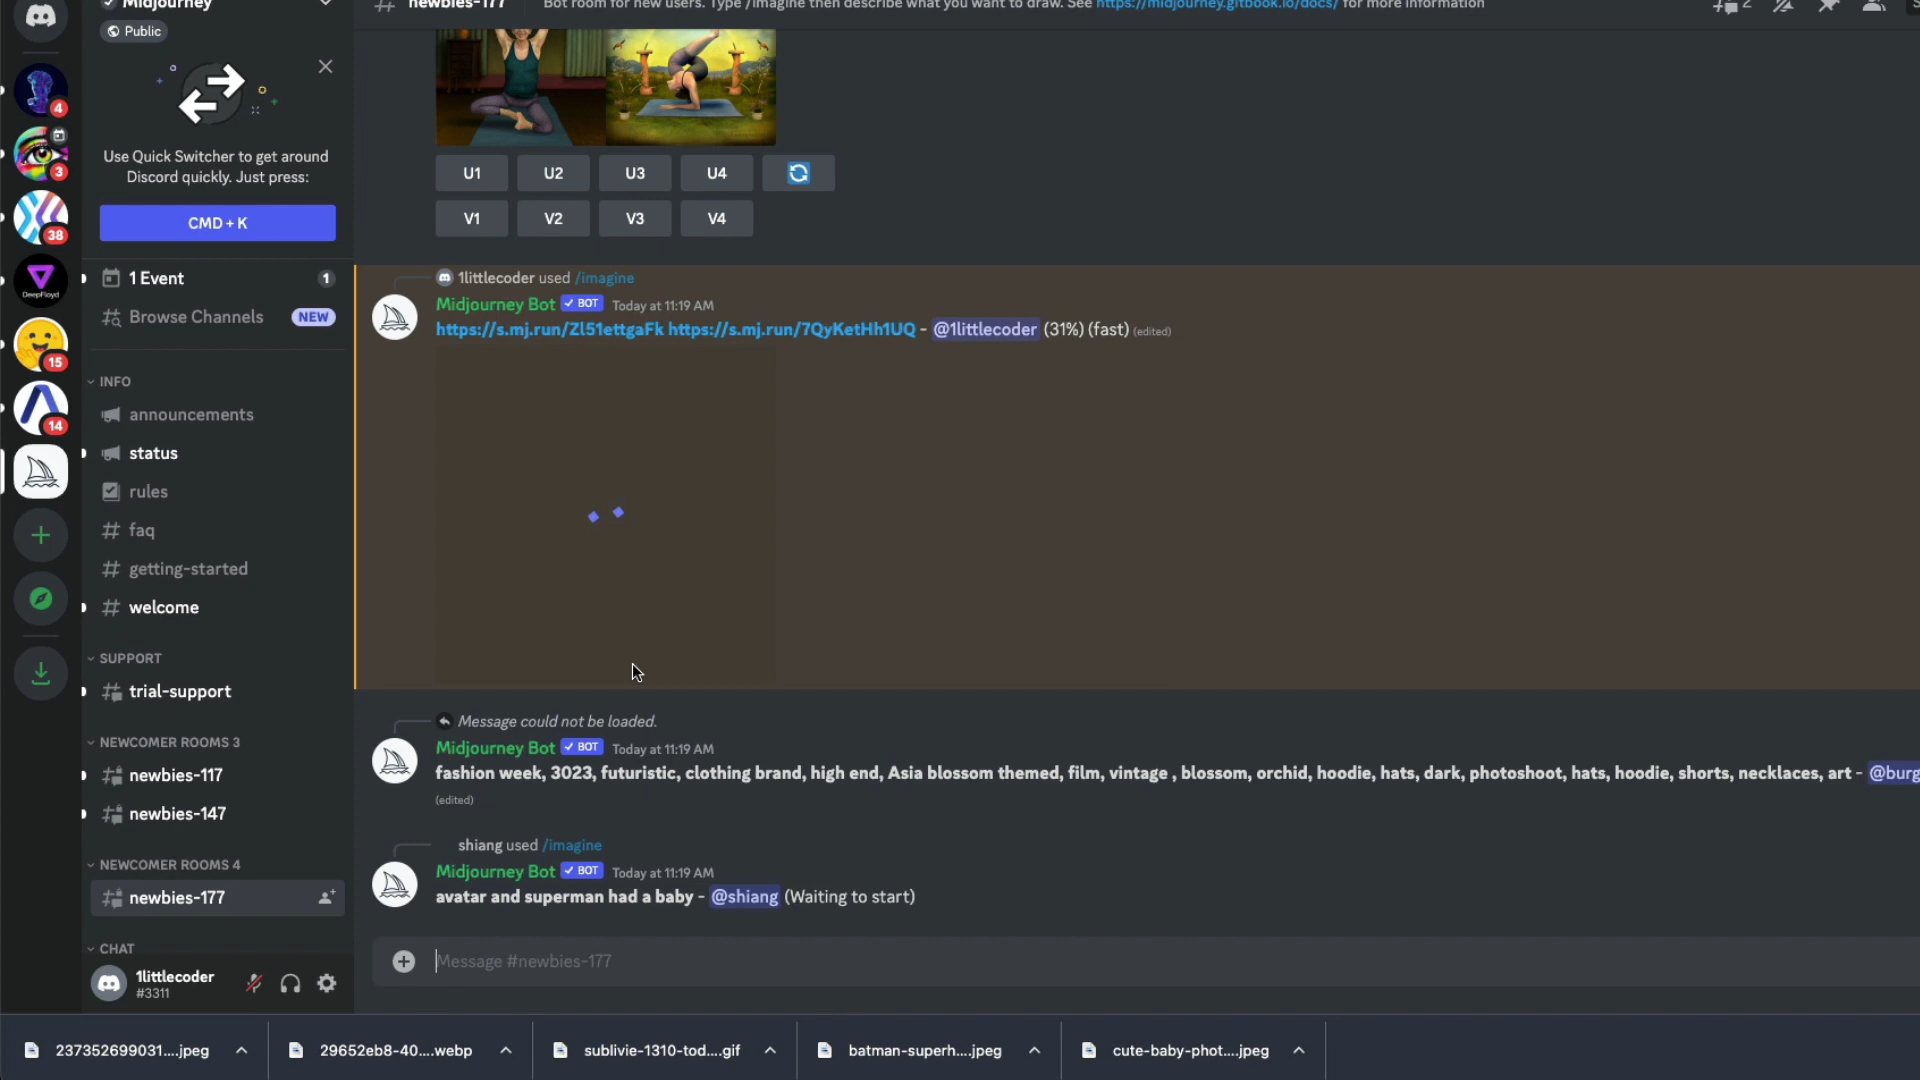 Midjourney
Public
Use Quick Switcher to get around
Discord quickly. Just press:
CMD + K
1 Event
1
Browse Channels
NEW
INFO
announcements
status
rules
faq
getting-started
welcome
SUPPORT
trial-support
NEWCOMER ROOMS 3
newbies-117
newbies-147
NEWCOMER ROOMS 4
newbies-177
CHAT
1littlecoder
#3311
4
3
38
DeepFloyd
15
14
newbies-177
Bot room for new users. Type /imagine then describe what you want to draw. See https://midjourney.gitbook.io/docs/ for more information
2
U1 U2 U3 U4
V1 V2 V3 V4
1littlecoder used /imagine
Midjourney Bot BOT Today at 11:19 AM
https://s.mj.run/Zl51ettgaFk https://s.mj.run/7QyKetHh1UQ - @1littlecoder (31%) (fast) (edited)
Message could not be loaded.
Midjourney Bot BOT Today at 11:19 AM
fashion week, 3023, futuristic, clothing brand, high end, Asia blossom themed, film, vintage , blossom, orchid, hoodie, hats, dark, photoshoot, hats, hoodie, shorts, necklaces, art - @burg
(edited)
shiang used /imagine
Midjourney Bot BOT Today at 11:19 AM
avatar and superman had a baby - @shiang (Waiting to start)
Message #newbies-177
237352699031....jpeg
29652eb8-40....webp
sublivie-1310-tod....gif
batman-superh....jpeg
cute-baby-phot....jpeg